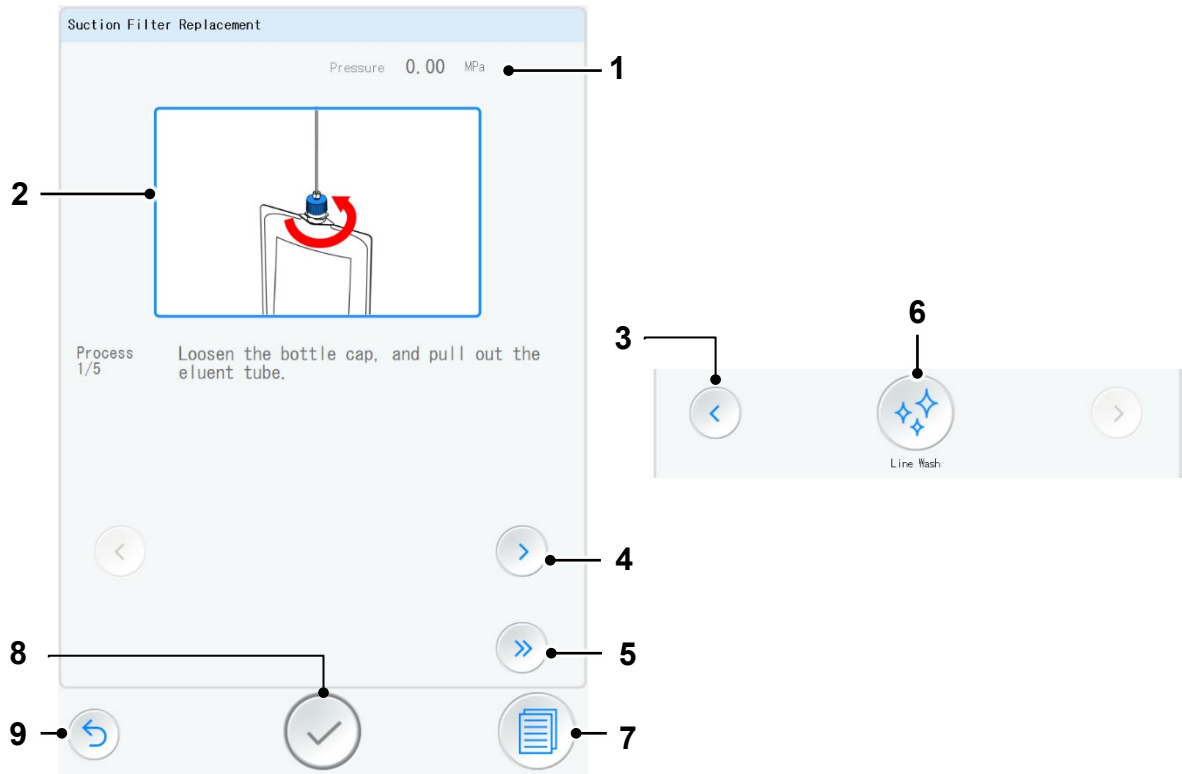 Suction Filter Replacement
Pressure 0.00 MPa
1
2
Process
1/5
Loosen the bottle cap, and pull out the
eluent tube.
3
6
Line Wash
4
5
8
9
7